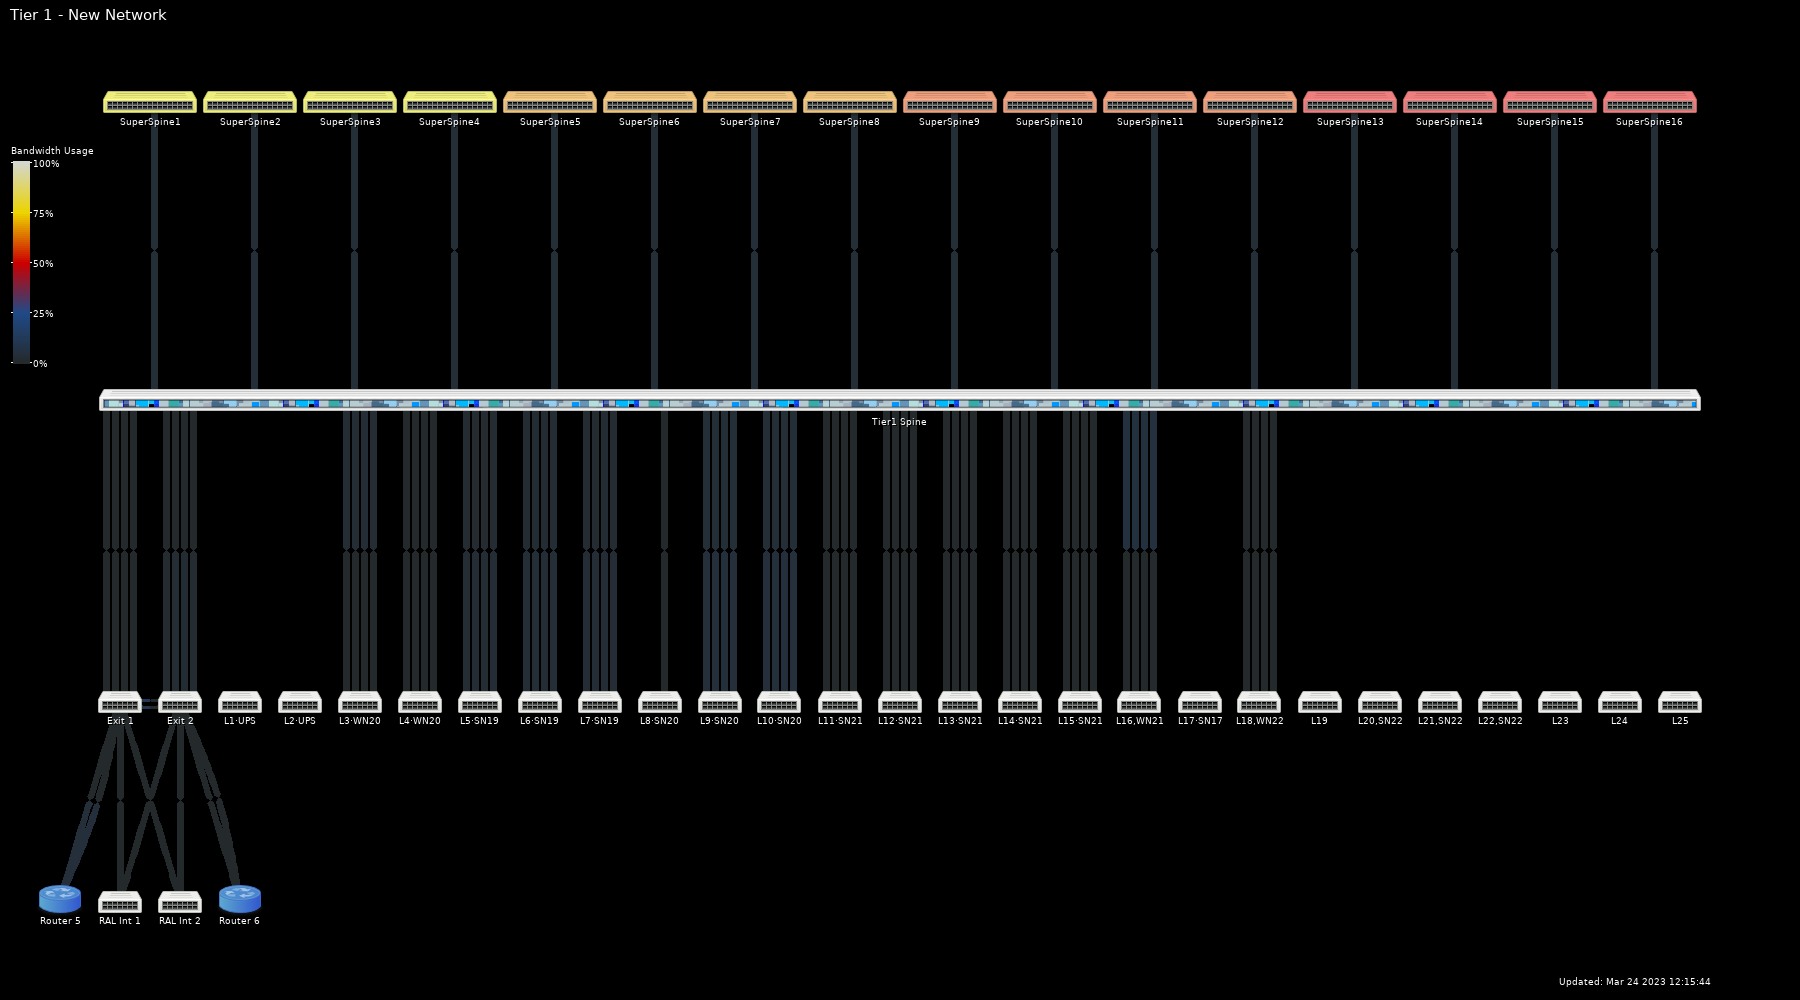 Tier 1 - New Network
SuperSpine1 SuperSpine2 SuperSpine3 SuperSpine4 SuperSpine5 SuperSpine6 SuperSpine7 SuperSpine8 SuperSpine9 SuperSpine10 SuperSpine11 SuperSpine12 SuperSpine13 SuperSpine14 SuperSpine15 SuperSpine16
Bandwidth Usage
100%
75%
50%
25%
0%
Tier1 Spine
Exit 1 Exit 2 L1·UPS L2·UPS L3·WN20 L4·WN20 L5·SN19 L6·SN19 L7·SN19 L8·SN20 L9·SN20 L10·SN20 L11·SN21 L12·SN21 L13·SN21 L14·SN21 L15·SN21 L16,WN21 L17·SN17 L18,WN22 L19 L20,SN22 L21,SN22 L22,SN22 L23 L24 L25
Router 5 RAL Int 1 RAL Int 2 Router 6
Updated: Mar 24 2023 12:15:44